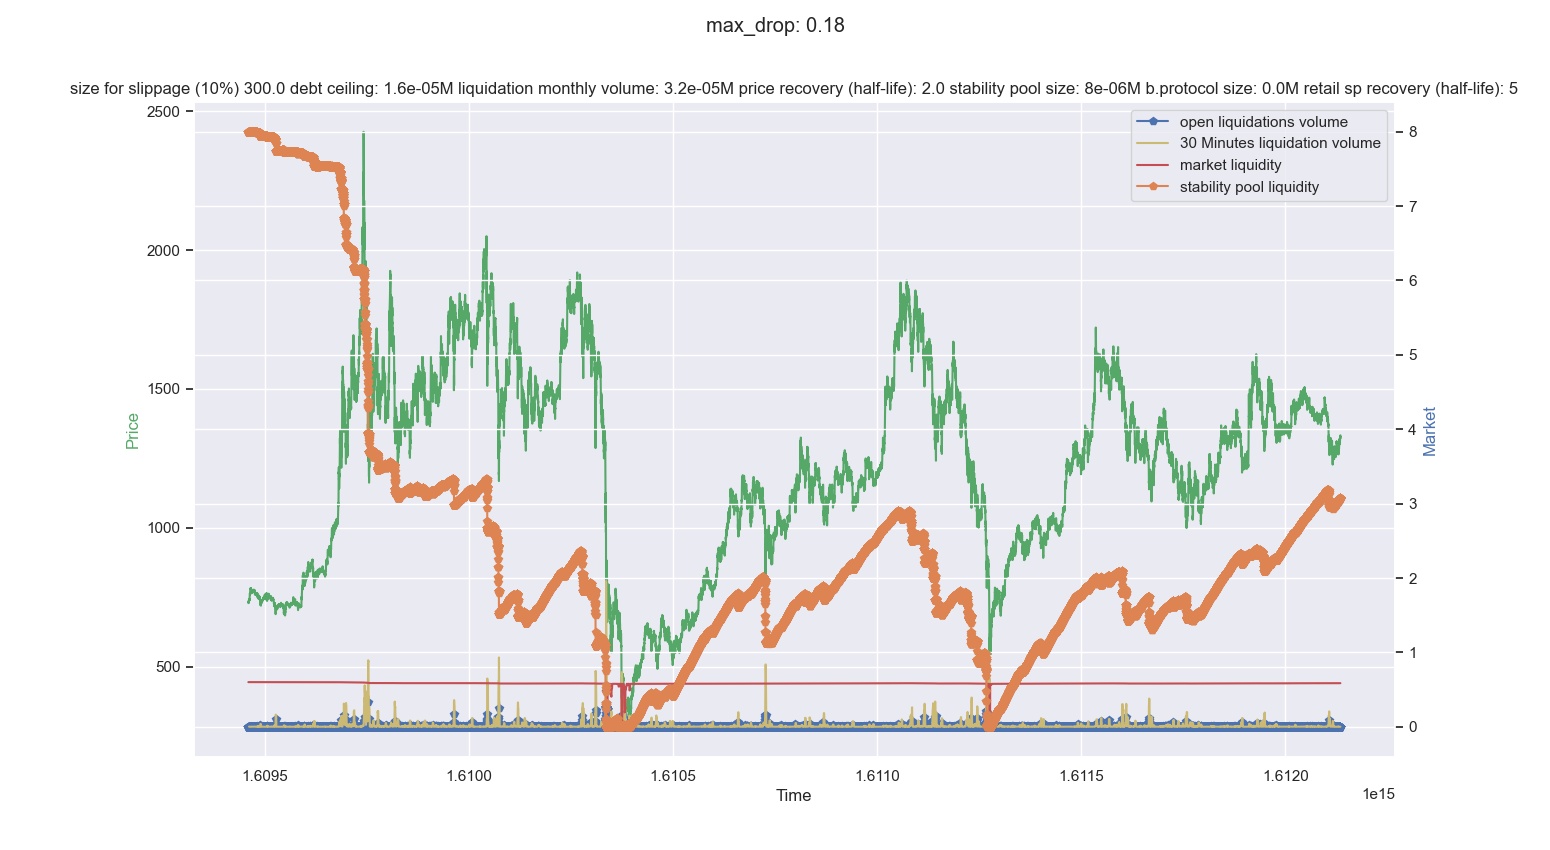 max_drop: 0.18
size for slippage (10%) 300.0 debt ceiling: 1.6e-05M liquidation monthly volume: 3.2e-05M price recovery (half-life): 2.0 stability pool size: 8e-06M b.protocol size: 0.0M retail sp recovery (half-life): 5
open liquidations volume
30 Minutes liquidation volume
market liquidity
stability pool liquidity
2500
2000
1500
1000
500
Price
8
7
6
5
4
3
2
1
0
Market
1.6095 1.6100 1.6105 1.6110 1.6115 1.6120
Time
1e15